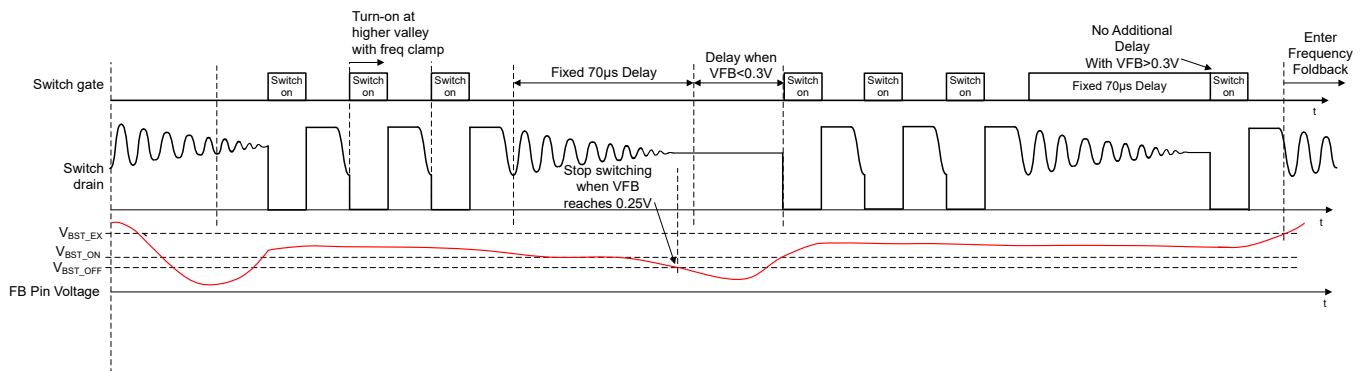 Turn-on at
higher valley
with freq clamp
No Additional
Delay
With VFB>0.3V
Enter
Frequency
Foldback
Switch gate
Switch
on
Switch
on
Switch
on
Fixed 70µs Delay
Delay when
VFB<0.3V
Switch
on
Switch
on
Switch
on
Fixed 70µs Delay
Switch
on
t
Switch
drain
Stop switching
when VFB
reaches 0.25V
t
VBST_EX
VBST_ON
VBST_OFF
FB Pin Voltage
t